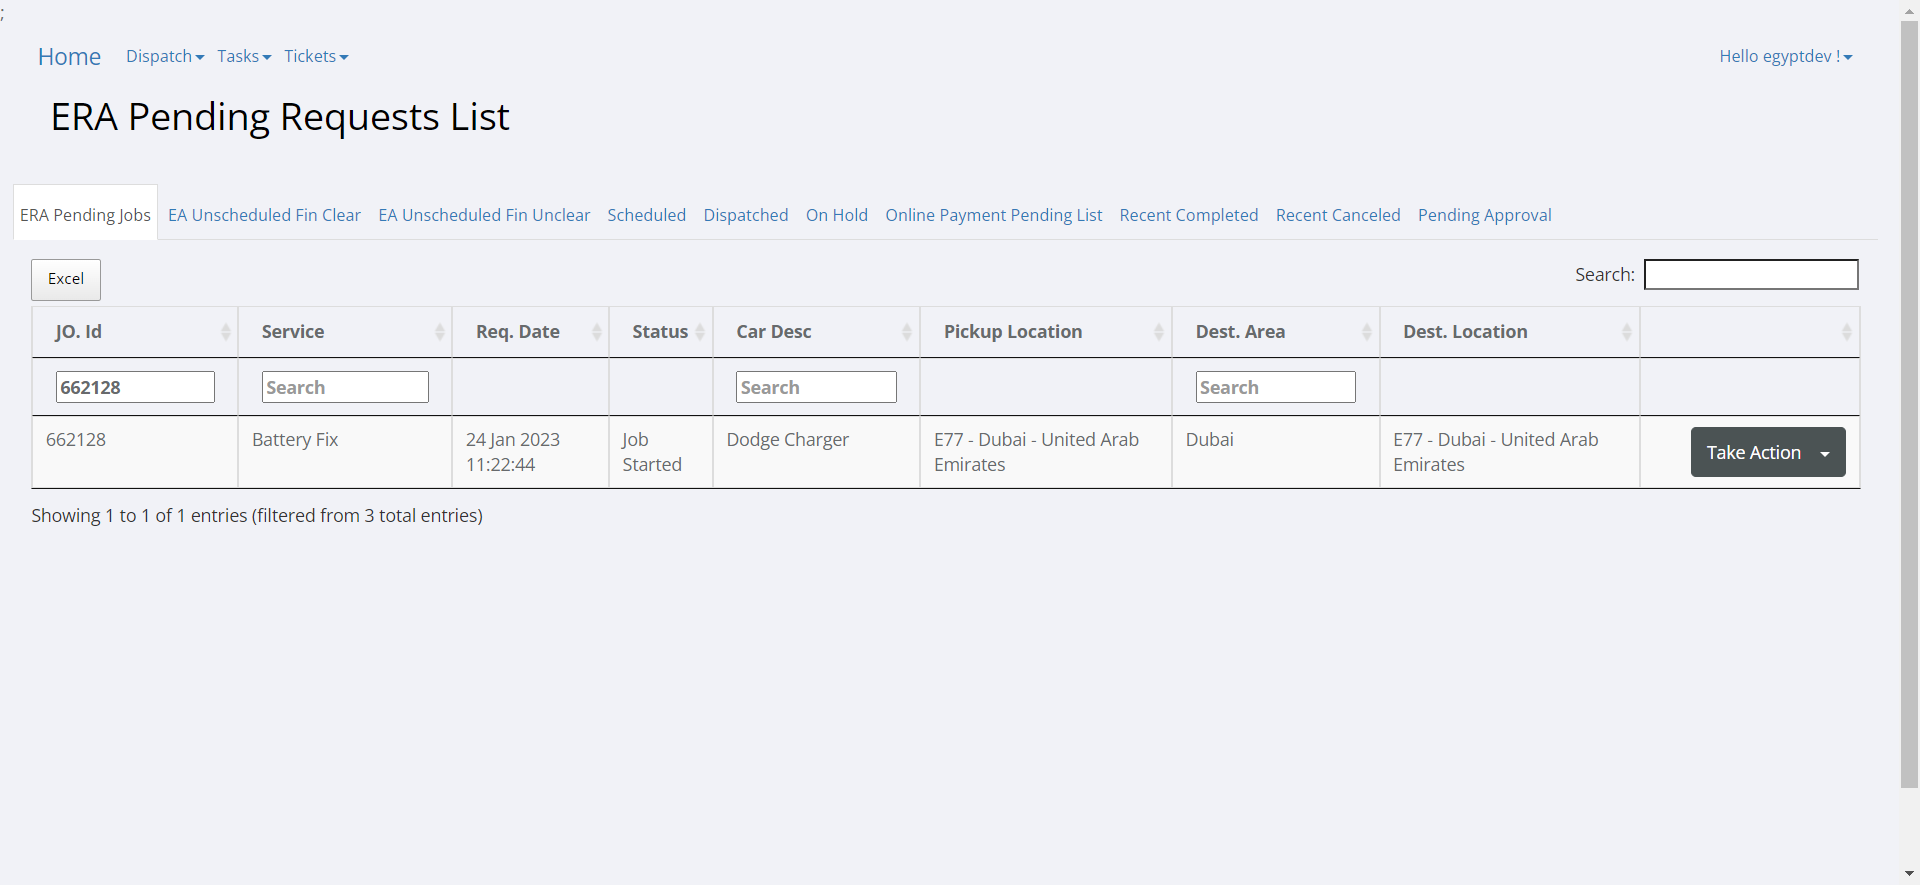 ;
Home Dispatch Tasks Tickets Hello egyptdev !
ERA Pending Requests List
ERA Pending Jobs EA Unscheduled Fin Clear EA Unscheduled Fin Unclear Scheduled Dispatched On Hold Online Payment Pending List Recent Completed Recent Canceled Pending Approval
Excel Search:
JO. Id Service Req. Date Status Car Desc Pickup Location Dest. Area Dest. Location
662128 Search Search Search
662128 Battery Fix 24 Jan 2023 Job Dodge Charger E77 - Dubai - United Arab Dubai E77 - Dubai - United Arab Take Action
11:22:44 Started Emirates Emirates
Showing 1 to 1 of 1 entries (filtered from 3 total entries)